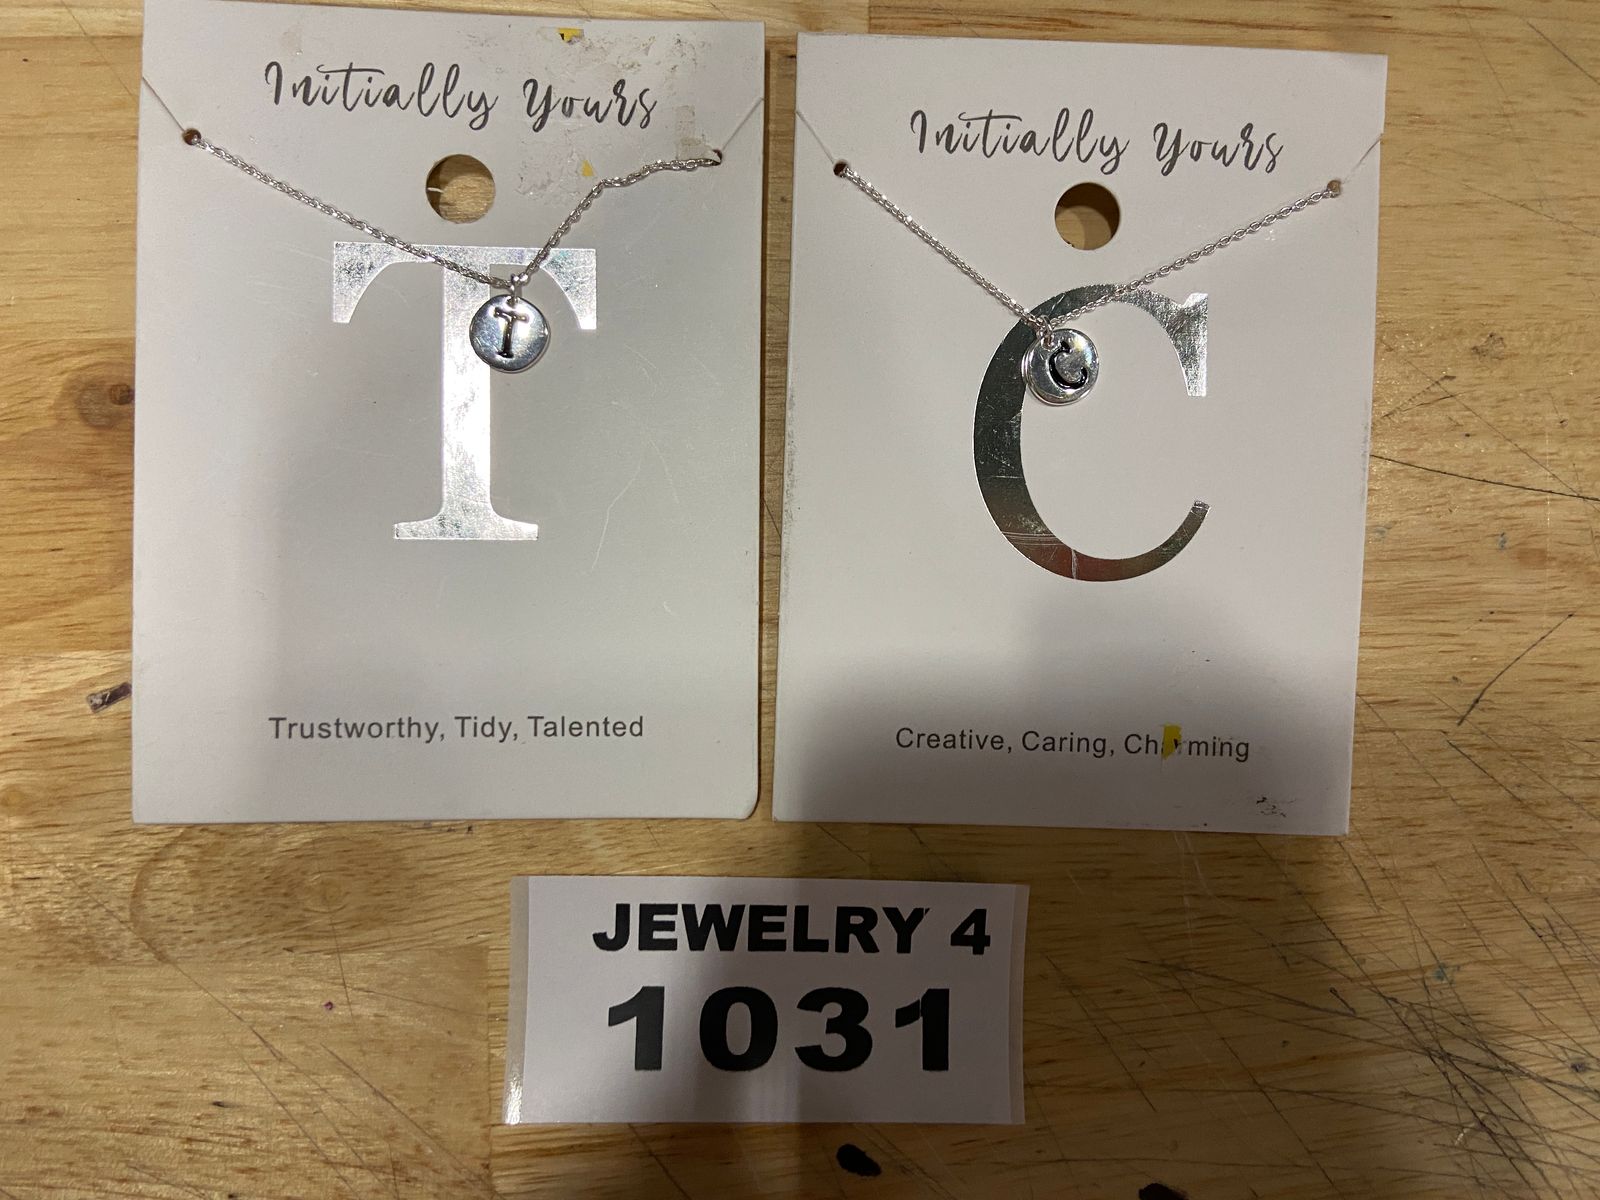 Initially Yours
T
T
Trustworthy, Tidy, Talented
Initially Yours
C
C
Creative, Caring, Charming
JEWELRY 4
1031